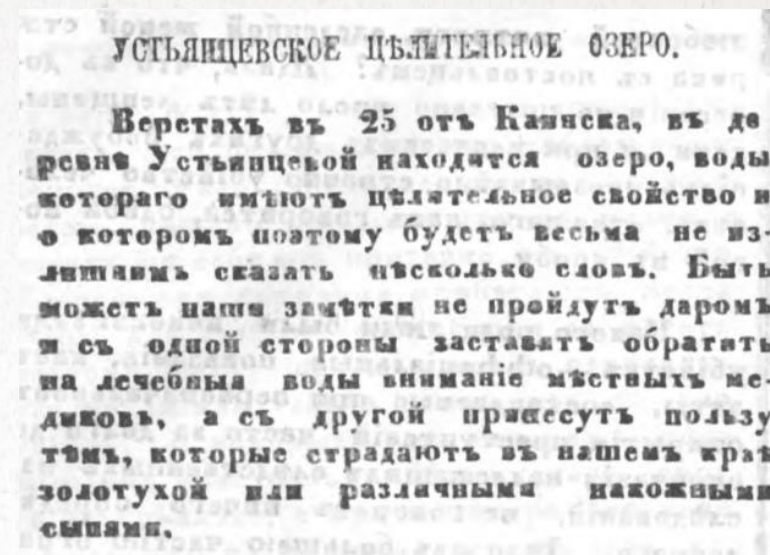 УСТЬЯНЦЕВСКОЕ ЦѢЛИТЕЛЬНОЕ ОЗЕРО.
Верстахъ въ 25 отъ Каинска, въ де
ревнѣ Устьянцевой находится озеро, воды
котораго имѣютъ цѣлительное свойство и
о которомъ поэтому будетъ весьма не из-
лишнимъ сказать нѣсколько словъ. Быть
можетъ наши замѣтки не пройдутъ даромъ
и съ одной стороны заставятъ обратить
на лечебныя воды вниманіе мѣстныхъ ме-
диковъ, а съ другой принесутъ пользу
тѣмъ, которые страдаютъ въ нашемъ краѣ
золотухой или различными накожными
сыпями.